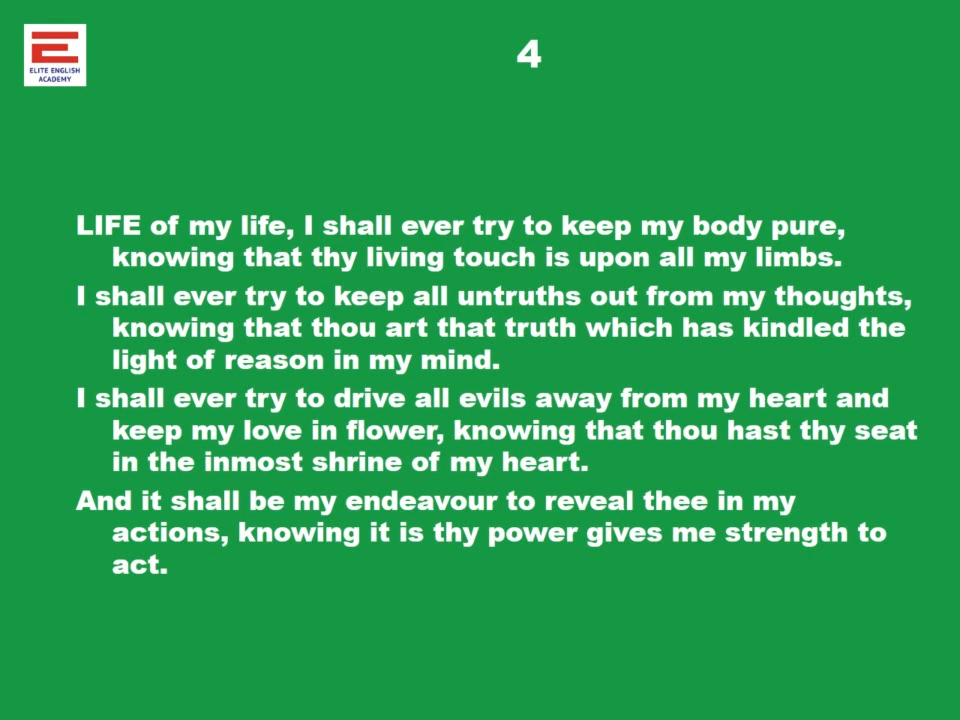 ELITE ENGLISH
ACADEMY
4
LIFE of my life, I shall ever try to keep my body pure,
knowing that thy living touch is upon all my limbs.
I shall ever try to keep all untruths out from my thoughts,
knowing that thou art that truth which has kindled the
light of reason in my mind.
I shall ever try to drive all evils away from my heart and
keep my love in flower, knowing that thou hast thy seat
in the inmost shrine of my heart.
And it shall be my endeavour to reveal thee in my
actions, knowing it is thy power gives me strength to
act.